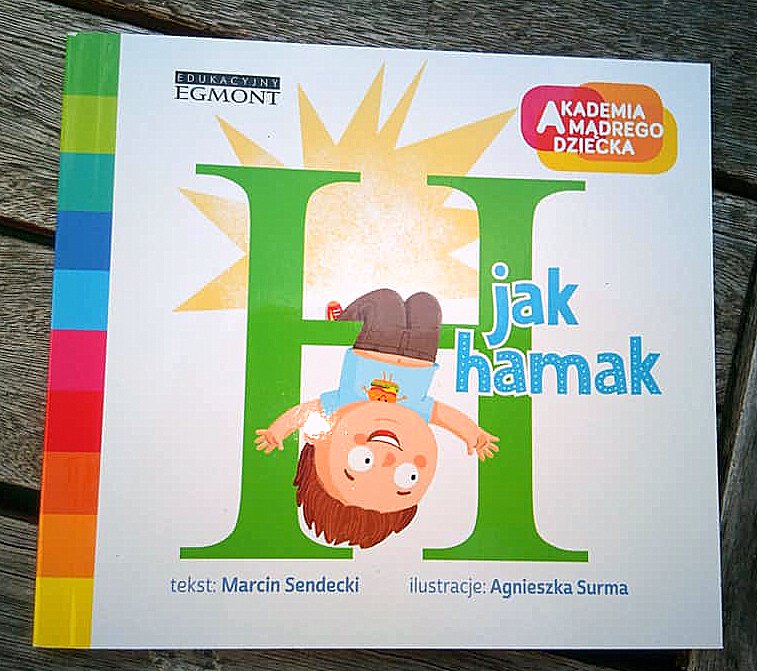 EDUKACYJNY
EGMONT
AKADEMIA
MĄDREGO
DZIECKA
H
jak
hamak
tekst: Marcin Sendecki
ilustracje: Agnieszka Surma